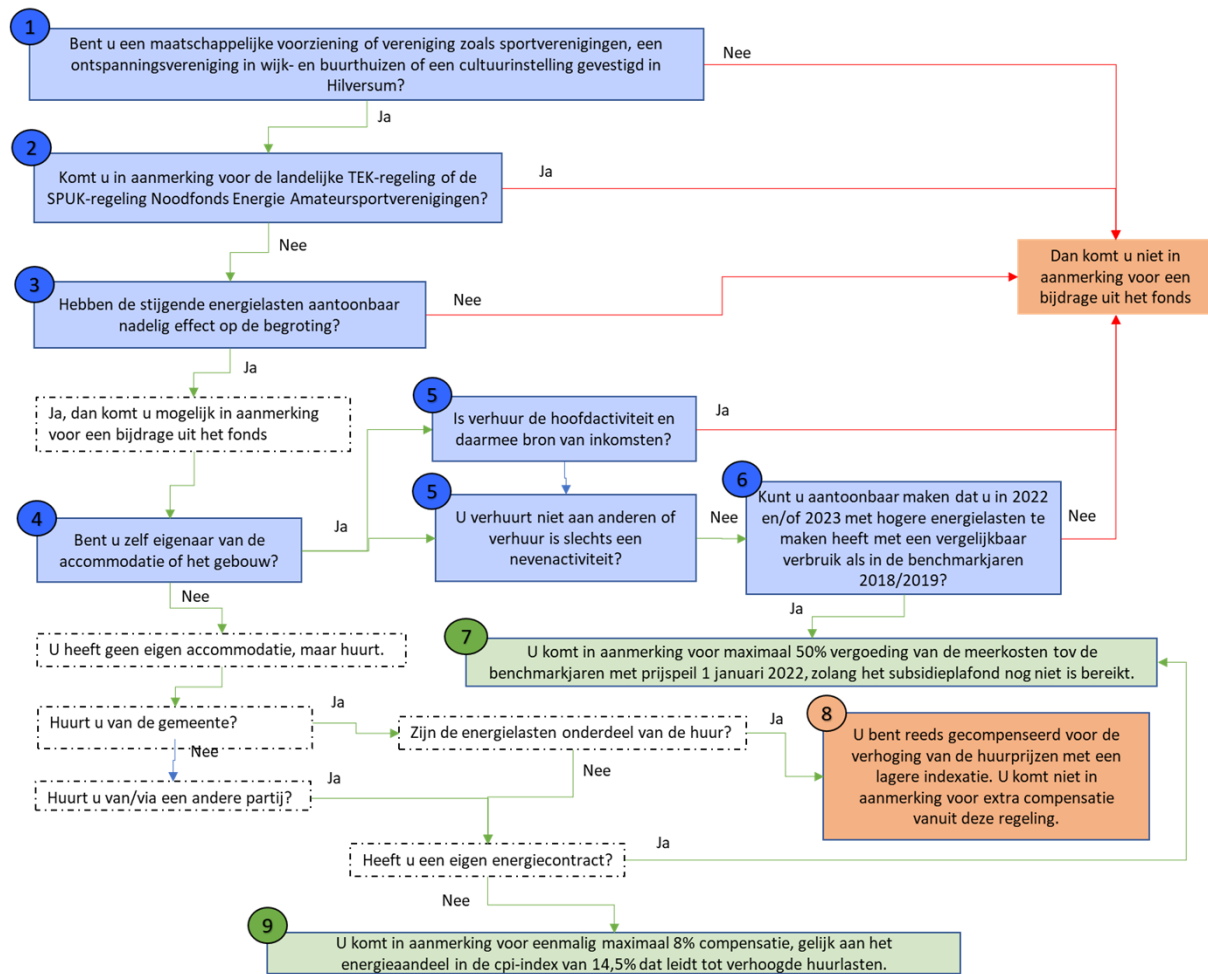 1
Bent u een maatschappelijke voorziening of vereniging zoals sportverenigingen, een
ontspanningsvereniging in wijk- en buurthuizen of een cultuurinstelling gevestigd in
Hilversum?
Nee
Ja
2
Komt u in aanmerking voor de landelijke TEK-regeling of de
SPUK-regeling Noodfonds Energie Amateursportverenigingen?
Ja
Nee
Dan komt u niet in
aanmerking voor een
bijdrage uit het fonds
3
Hebben de stijgende energielasten aantoonbaar
nadelig effect op de begroting?
Nee
Ja
Ja, dan komt u mogelijk in aanmerking
voor een bijdrage uit het fonds
5
Is verhuur de hoofdactiviteit en
daarmee bron van inkomsten?
Ja
4
Bent u zelf eigenaar van de
accommodatie of het gebouw?
Ja
Nee
5
U verhuurt niet aan anderen of
verhuur is slechts een
nevenactiviteit?
Nee
6
Kunt u aantoonbaar maken dat u in 2022
en/of 2023 met hogere energielasten te
maken heeft met een vergelijkbaar
verbruik als in de benchmarkjaren
2018/2019?
Nee
Ja
U heeft geen eigen accommodatie, maar huurt.
7
U komt in aanmerking voor maximaal 50% vergoeding van de meerkosten tov de
benchmarkjaren met prijspeil 1 januari 2022, zolang het subsidieplafond nog niet is bereikt.
Huurt u van de gemeente?
Ja
Nee
Zijn de energielasten onderdeel van de huur?
Ja
Nee
8
U bent reeds gecompenseerd voor de
verhoging van de huurprijzen met een
lagere indexatie. U komt niet in
aanmerking voor extra compensatie
vanuit deze regeling.
Huurt u van/via een andere partij?
Ja
Heeft u een eigen energiecontract?
Ja
Nee
9
U komt in aanmerking voor eenmalig maximaal 8% compensatie, gelijk aan het
energieaandeel in de cpi-index van 14,5% dat leidt tot verhoogde huurlasten.